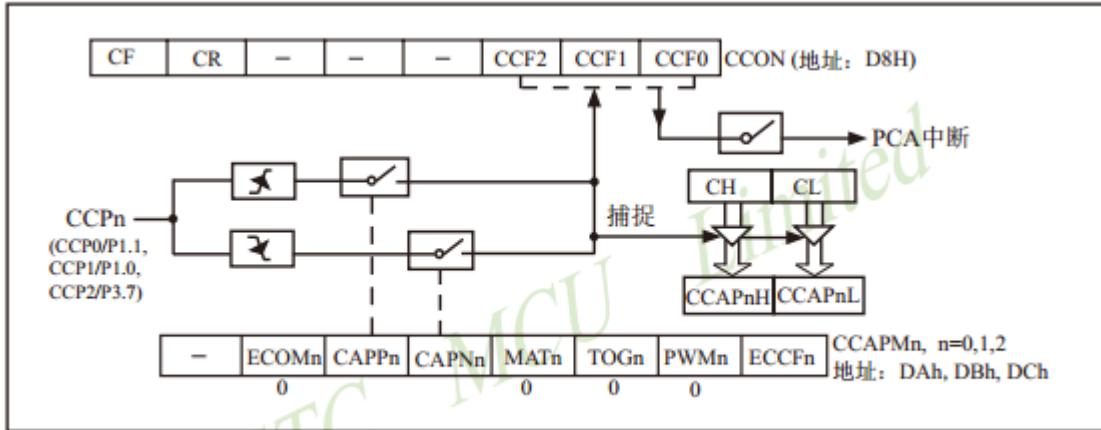 CF CR – – – CCF2 CCF1 CCF0 CCON (地址：D8H)
PCA中断
CH CL
CCPn
捕捉
(CCP0/P1.1,
CCP1/P1.0,
CCP2/P3.7)
CCAPnH CCAPnL
– ECOMn CAPPn CAPNn MATn TOGn PWMn ECCFn
CCAPMn, n=0,1,2
地址：DAh, DBh, DCh
0 0 0 0
STC MCU Limited